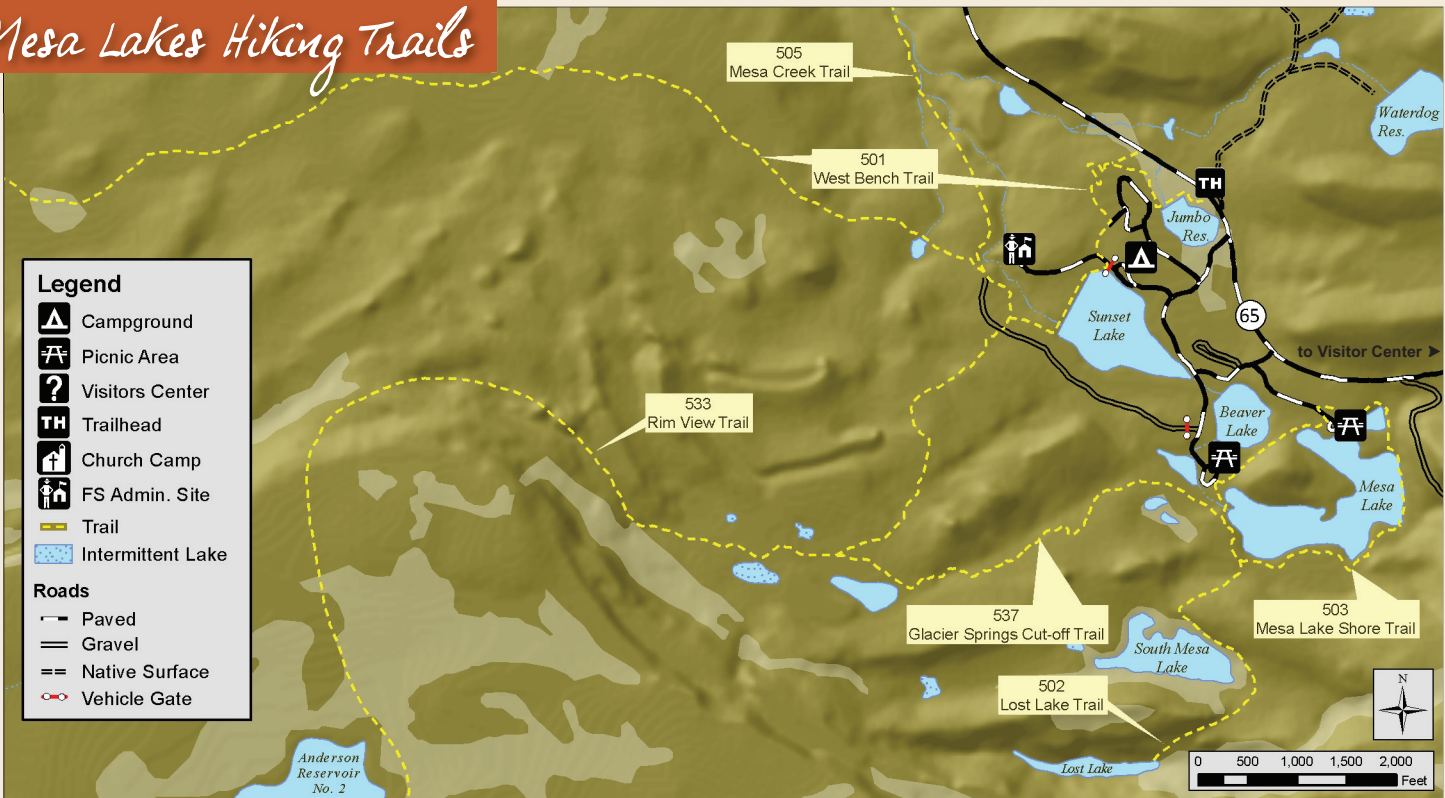 Mesa Lakes Hiking Trails
505
Mesa Creek Trail
501
West Bench Trail
Waterdog
Res.
TH
Jumbo
Res.
Sunset
Lake
65
to Visitor Center ➤
533
Rim View Trail
Beaver
Lake
Mesa
Lake
537
Glacier Springs Cut-off Trail
503
Mesa Lake Shore Trail
South Mesa
Lake
502
Lost Lake Trail
Lost Lake
Anderson
Reservoir
No. 2
Legend
Campground
Picnic Area
? Visitors Center
TH Trailhead
Church Camp
FS Admin. Site
Trail
Intermittent Lake
Roads
Paved
Gravel
Native Surface
Vehicle Gate
N
0 500 1,000 1,500 2,000
Feet